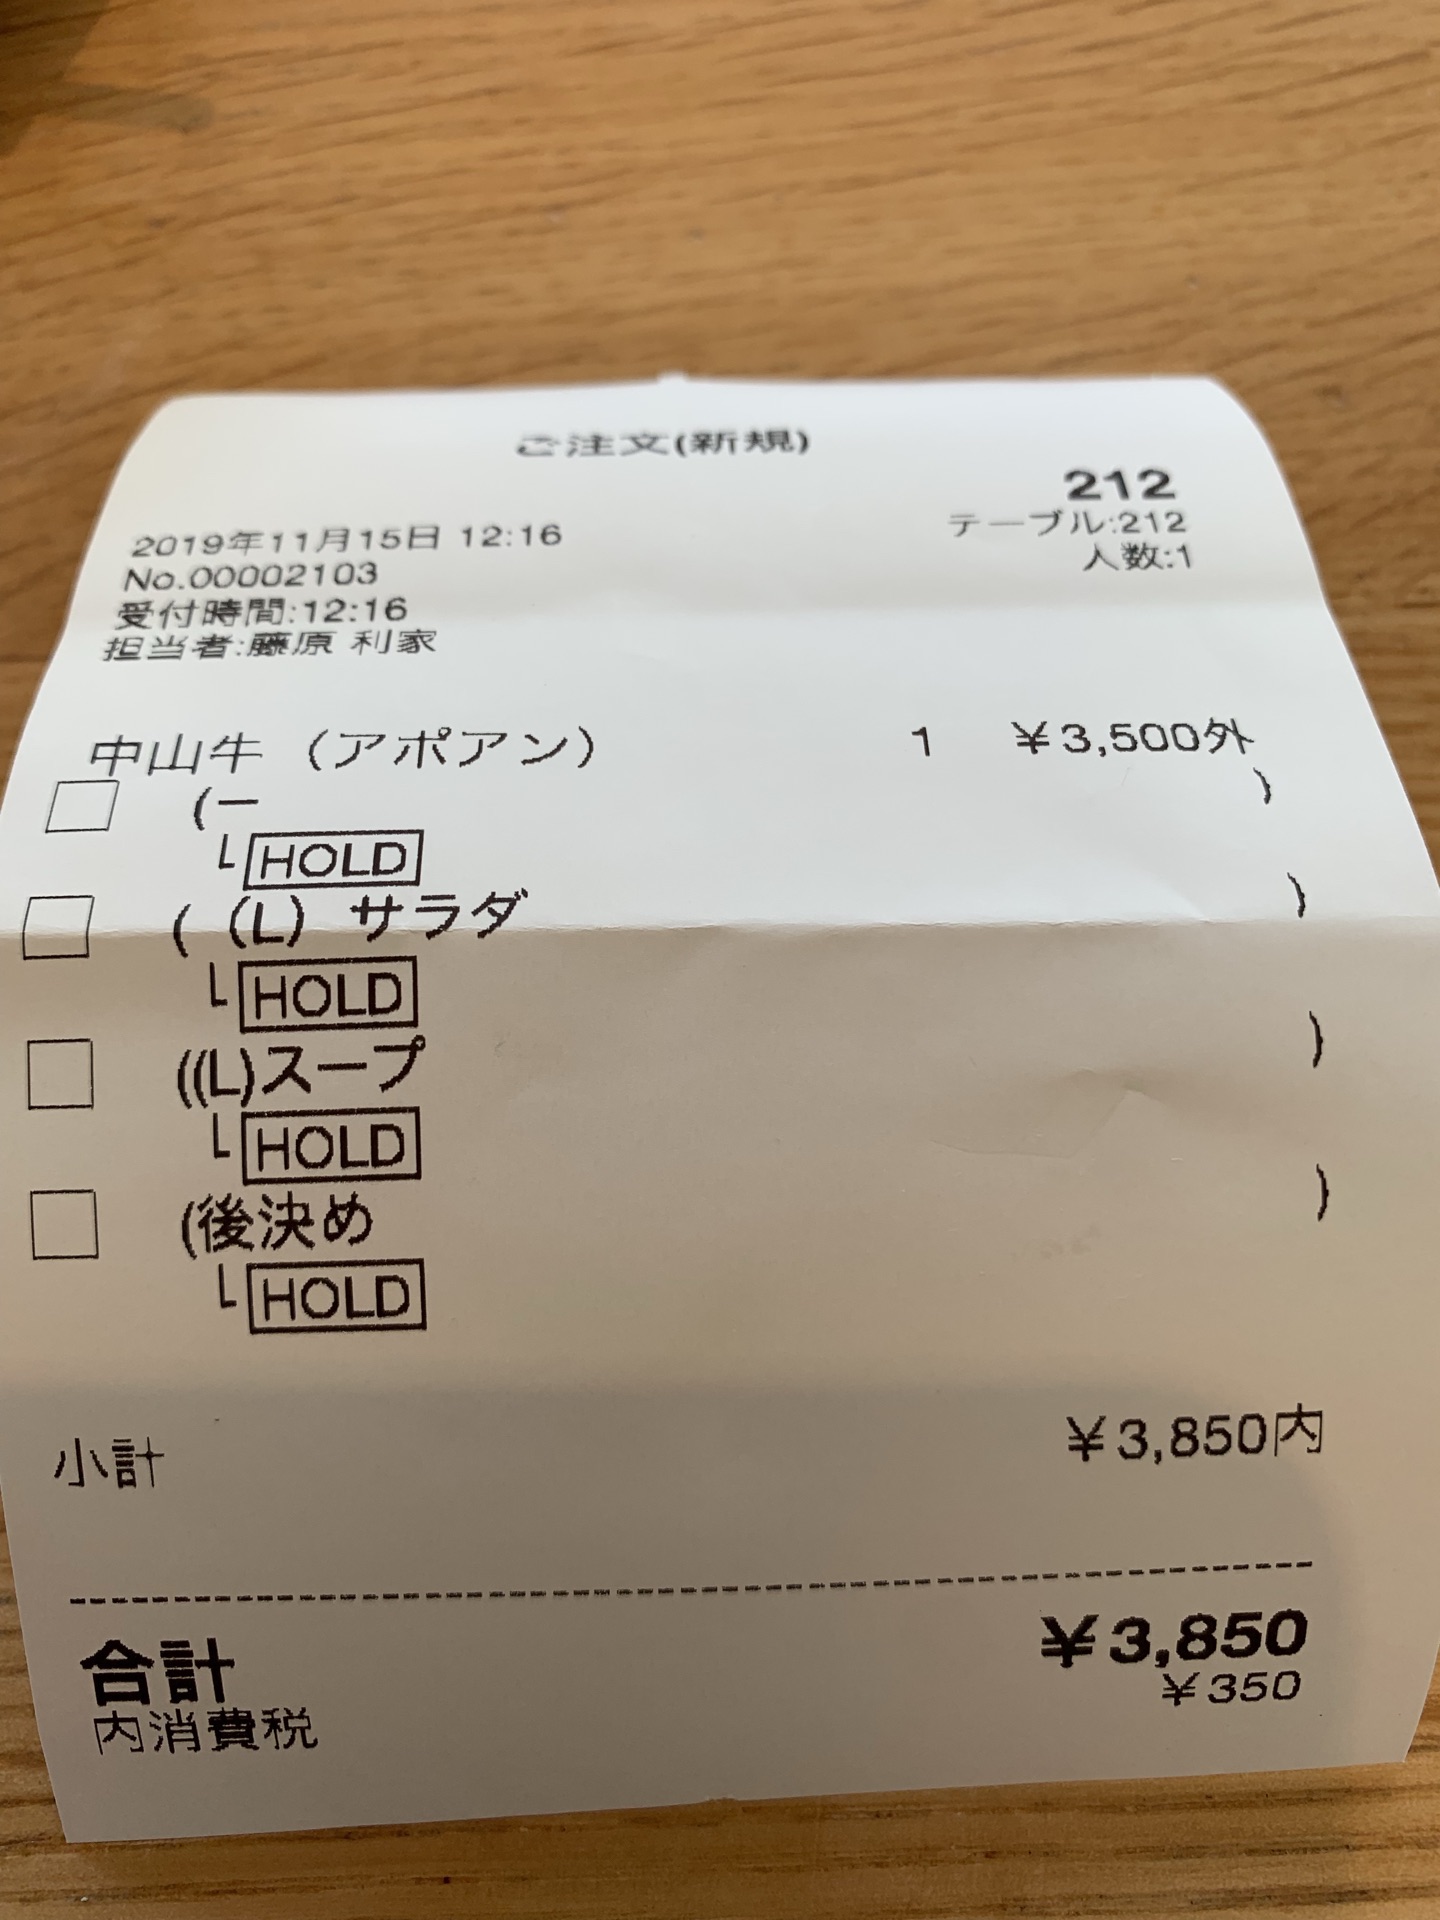 ご注文(新規)
212
テーブル:212
人数:1
2019年11月15日 12:16
No.00002103
受付時間:12:16
担当者:藤原 利家
中山牛（アポアン） 1 ¥3,500外
□ (ー )
└HOLD
□ ( (L) サラダ )
└HOLD
□ ((L)スープ )
└HOLD
□ (後決め )
└HOLD
小計 ¥3,850内
合計 ¥3,850
内消費税 ¥350